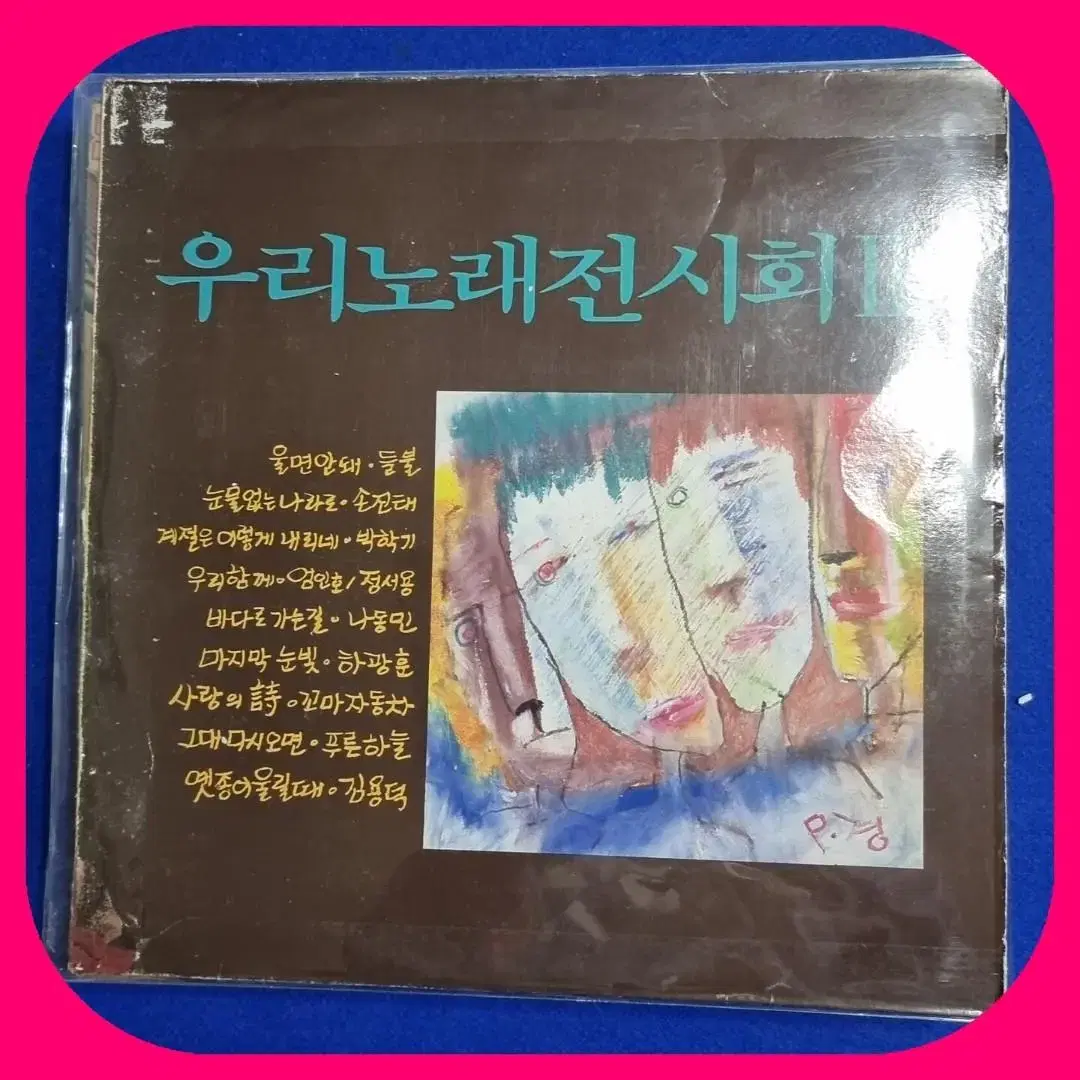 우리노래전시회 II
울면안돼 · 들불
눈물없는나라로 · 손진태
계절은 이렇게 내리네 · 박학기
우리함께 · 엄인호/정서용
바다로가는길 · 나동민
마지막 눈빛 · 하광훈
사랑의 詩 · 꼬마자동차
그대다시오면 · 푸른하늘
옛종이울릴때 · 김용덕